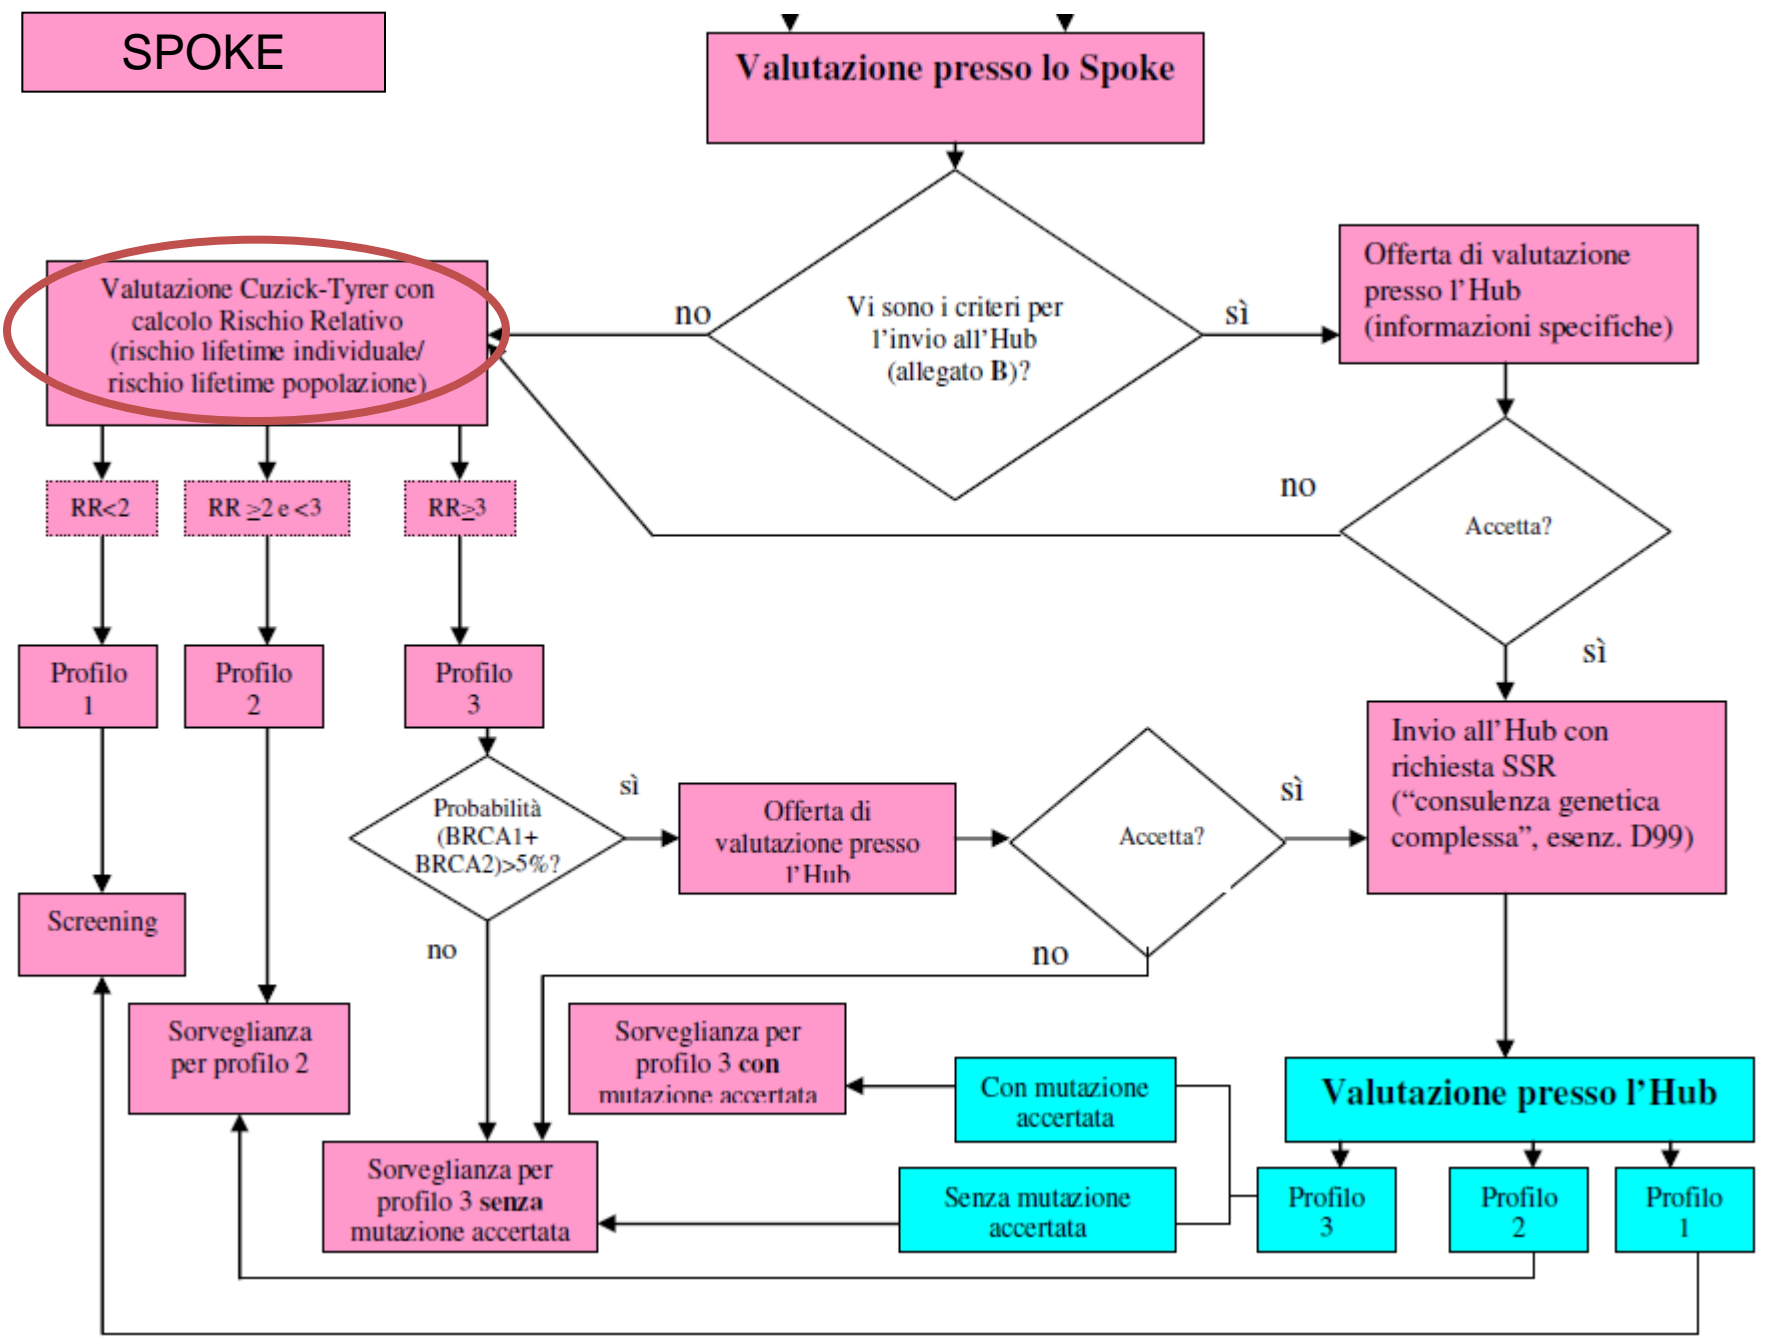 SPOKE
Valutazione presso lo Spoke
Vi sono i criteri per
l'invio all'Hub
(allegato B)?
no
sì
Valutazione Cuzick-Tyrer con
calcolo Rischio Relativo
(rischio lifetime individuale/
rischio lifetime popolazione)
Offerta di valutazione
presso l'Hub
(informazioni specifiche)
RR<2
RR ≥2 e <3
RR≥3
no
Accetta?
sì
Profilo
1
Profilo
2
Profilo
3
Probabilità
(BRCA1+
BRCA2)>5%?
sì
no
Offerta di
valutazione presso
l'Hub
Accetta?
sì
no
Invio all'Hub con
richiesta SSR
("consulenza genetica
complessa", esenz. D99)
Screening
Sorveglianza
per profilo 2
Sorveglianza per
profilo 3 con
mutazione accertata
Con mutazione
accertata
Valutazione presso l'Hub
Sorveglianza per
profilo 3 senza
mutazione accertata
Senza mutazione
accertata
Profilo
3
Profilo
2
Profilo
1